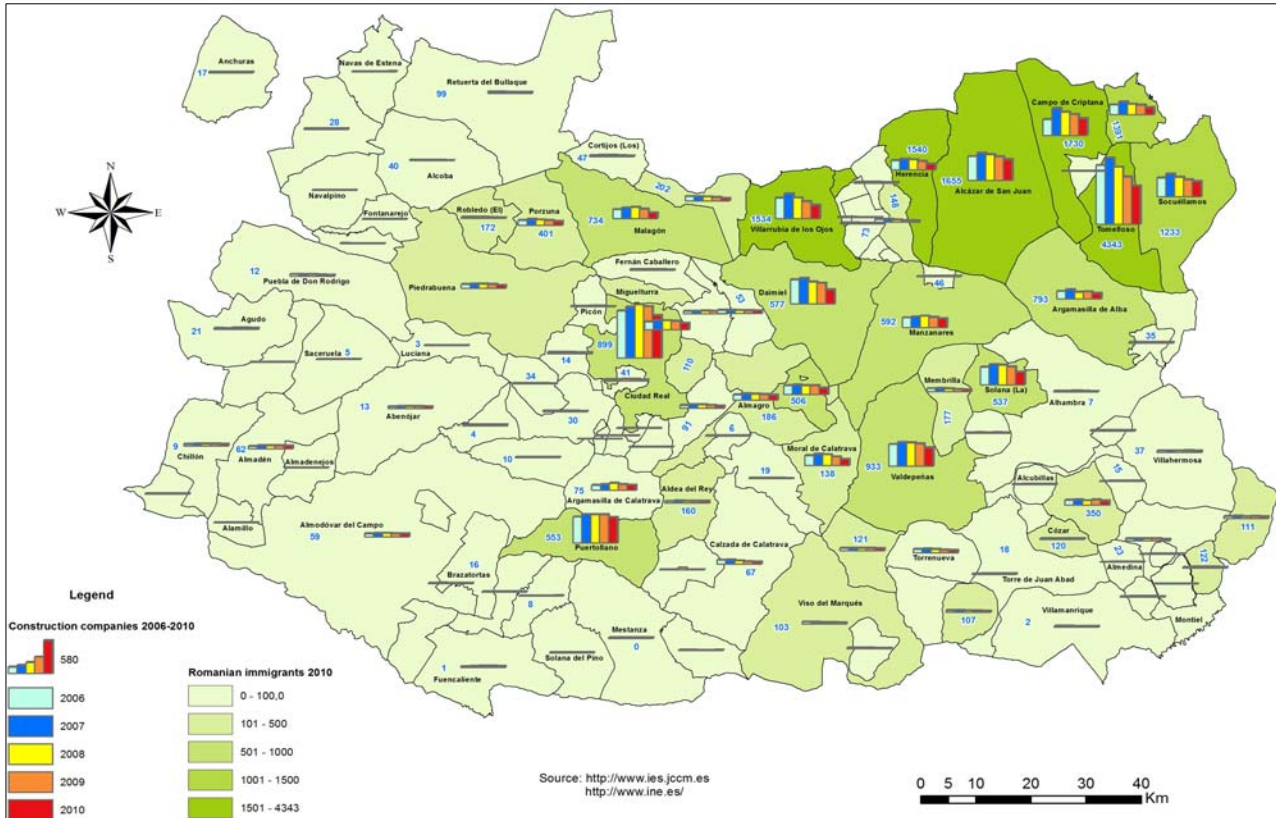 Anchuras
17
Navas de Estena
Retuerta del Bullaque
99
28
Cortijos (Los)
47
40
Alcoba
Navalpino
Fontanarejo
Robledo (El)
172
Porzuna
401
202
734
Malagón
1534
Villarrubia de los Ojos
1540
Herencia
148
73
1655
Alcázar de San Juan
Campo de Criptana
1730
1391
Tomelloso
4343
Socuéllamos
1233
N
W
E
S
12
Puebla de Don Rodrigo
Piedrabuena
Fernán Caballero
Miguelturra
Picón
53
Daimiel
577
46
592
Manzanares
793
Argamasilla de Alba
35
21
Agudo
Saceruela
5
3
Luciana
14
899
41
110
Ciudad Real
34
Almagro
186
506
Membrilla
177
Solana (La)
537
Alhambra
7
13
Abenójar
4
30
91
6
9
Chillón
62
Almadén
Almadenejos
10
19
Moral de Calatrava
138
933
Valdepeñas
37
Villahermosa
Alcubillas
15
75
Argamasilla de Calatrava
Aldea del Rey
160
350
111
Alamillo
Almodóvar del Campo
59
553
Puertollano
Calzada de Calatrava
67
121
Torrenueva
18
Torre de Juan Abad
Cózar
120
23
Almedina
122
16
Brazatortas
8
Mestanza
0
Viso del Marqués
103
107
Villamanrique
2
Montiel
1
Fuencaliente
Solana del Pino
Legend
Construction companies 2006-2010
580
2006
2007
2008
2009
2010
Romanian immigrants 2010
0 - 100,0
101 - 500
501 - 1000
1001 - 1500
1501 - 4343
Source: http://www.ies.jccm.es
http://www.ine.es/
0 5 10 20 30 40
Km